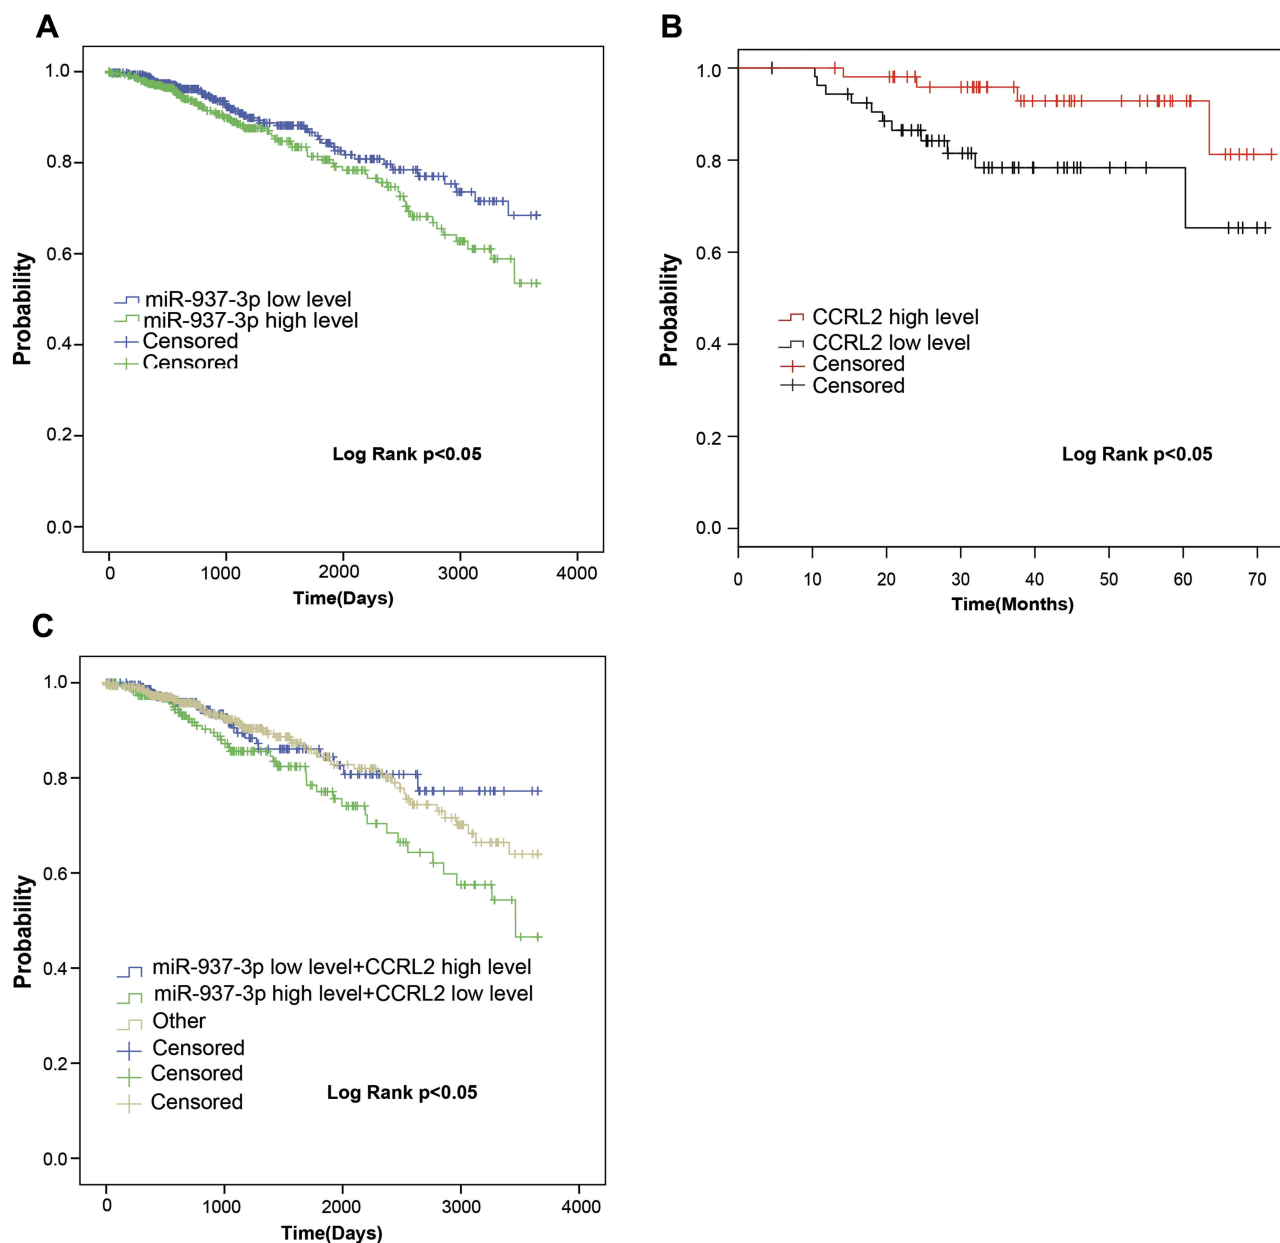 A
1.0
0.8
0.6
0.4
0.2
0.0
Probability
miR-937-3p low level
miR-937-3p high level
Censored
Censored
Log Rank p<0.05
0 1000 2000 3000 4000
Time(Days)
B
1.0
0.8
0.6
0.4
0.2
0.0
Probability
CCRL2 high level
CCRL2 low level
Censored
Censored
Log Rank p<0.05
0 10 20 30 40 50 60 70
Time(Months)
C
1.0
0.8
0.6
0.4
0.2
0.0
Probability
miR-937-3p low level+CCRL2 high level
miR-937-3p high level+CCRL2 low level
Other
Censored
Censored
Censored
Log Rank p<0.05
0 1000 2000 3000 4000
Time(Days)